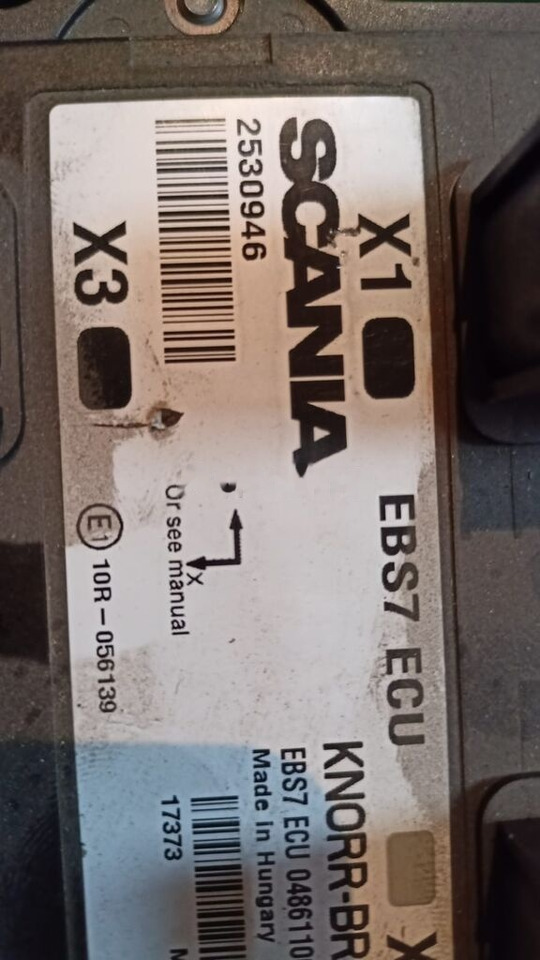 X1
EBS7 ECU
SCANIA
KNORR-BR
2530946
EBS7 ECU 04861100
Made in Hungary
X
Or see manual
17373
X3
E1 10R-056139